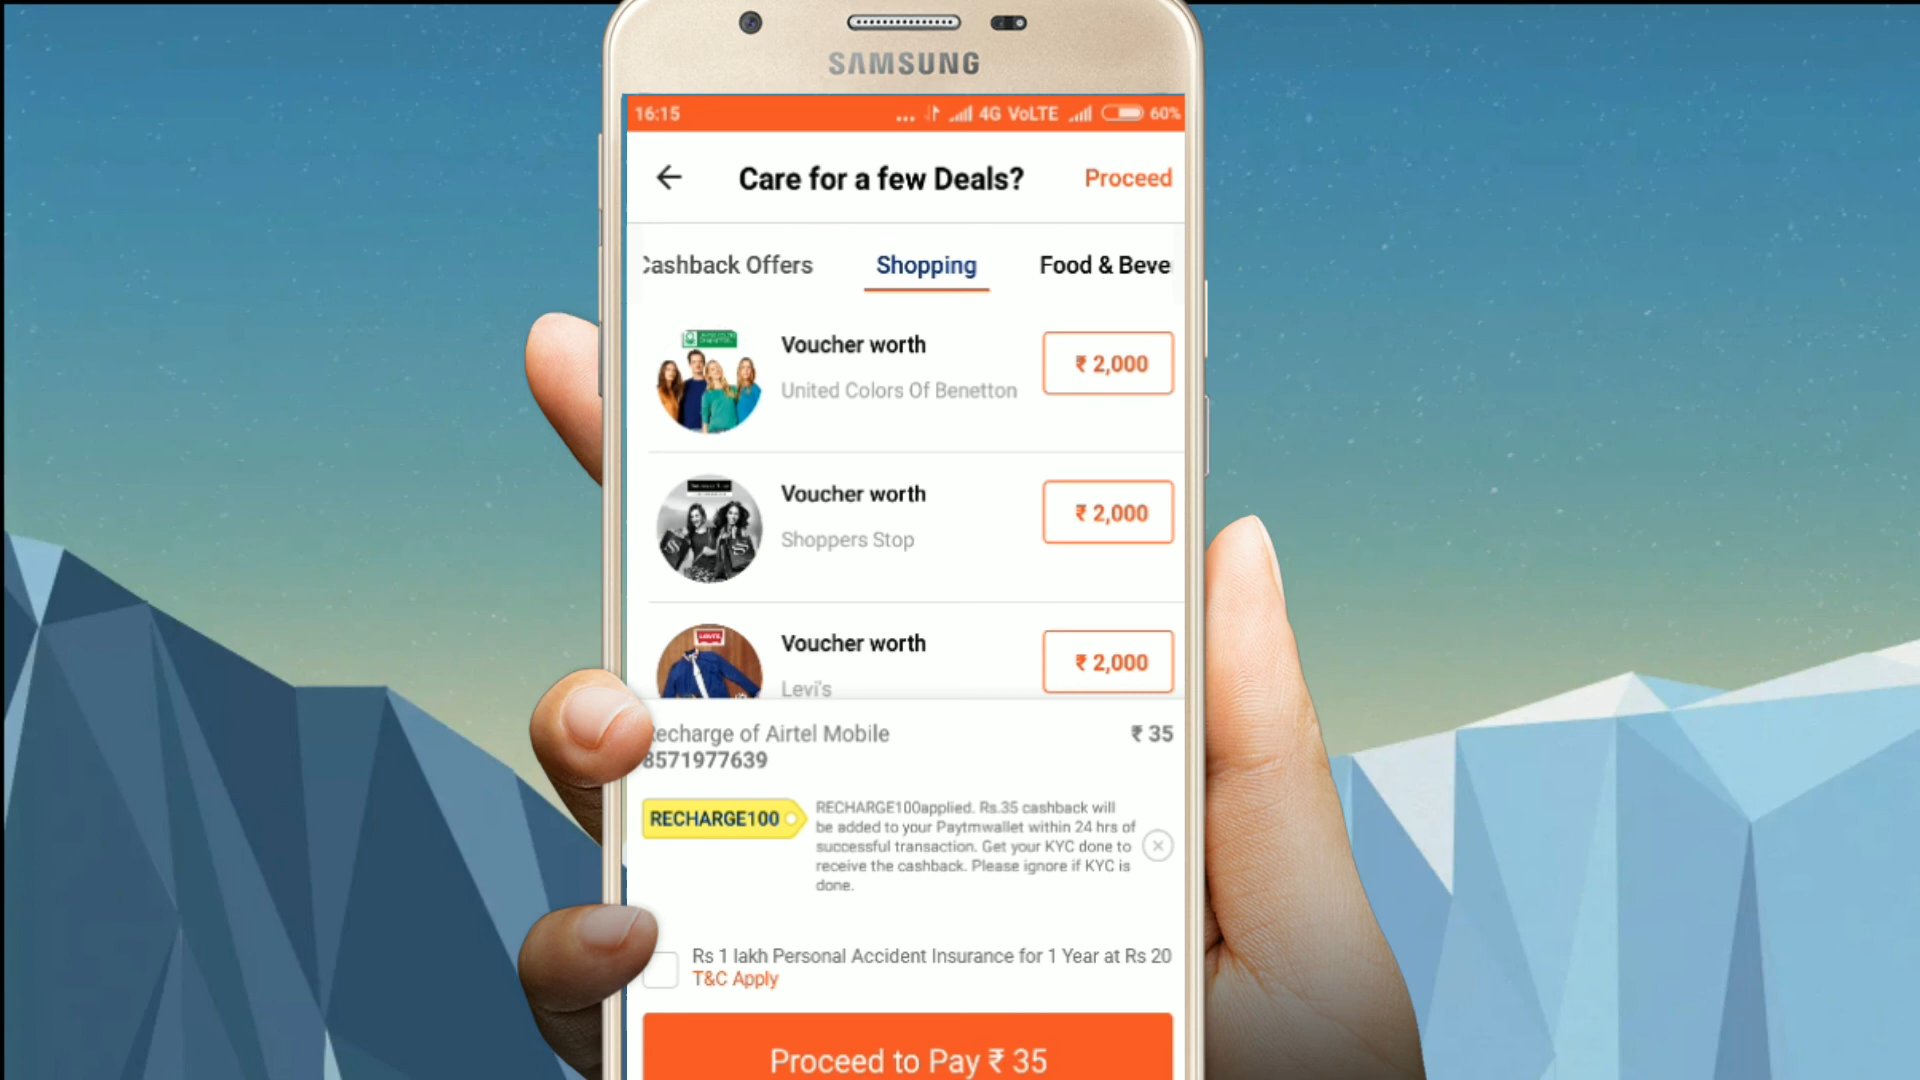 SAMSUNG
16:15
... 4G VoLTE 60%
Care for a few Deals?
Proceed
Cashback Offers
Shopping
Food & Beve
Voucher worth
United Colors Of Benetton
₹ 2,000
Voucher worth
Shoppers Stop
₹ 2,000
Levi's
Voucher worth
Levi's
₹ 2,000
Recharge of Airtel Mobile
8571977639
₹ 35
RECHARGE100
RECHARGE100applied. Rs.35 cashback will
be added to your Paytmwallet within 24 hrs of
successful transaction. Get your KYC done to
receive the cashback. Please ignore if KYC is
done.
Rs 1 lakh Personal Accident Insurance for 1 Year at Rs 20
T&C Apply
Proceed to Pay ₹ 35